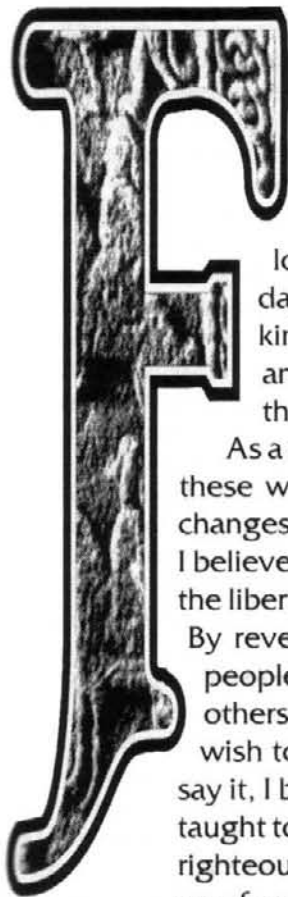 F
lo
da
kin
an
th
As a
these w
changes
I believe
the liber
By reve
people
others
wish to
say it, I b
taught to
righteou